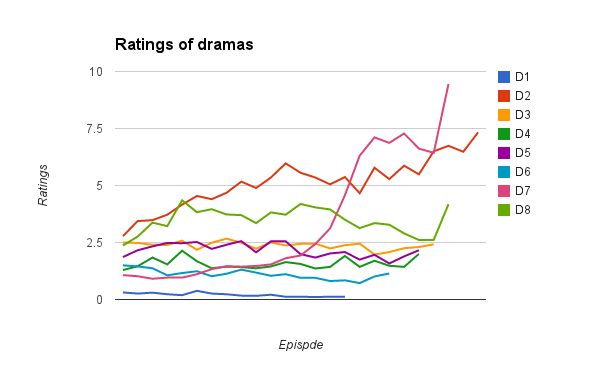 Ratings of dramas
10
7.5
5
2.5
0
Ratings
Epispde
D1
D2
D3
D4
D5
D6
D7
D8